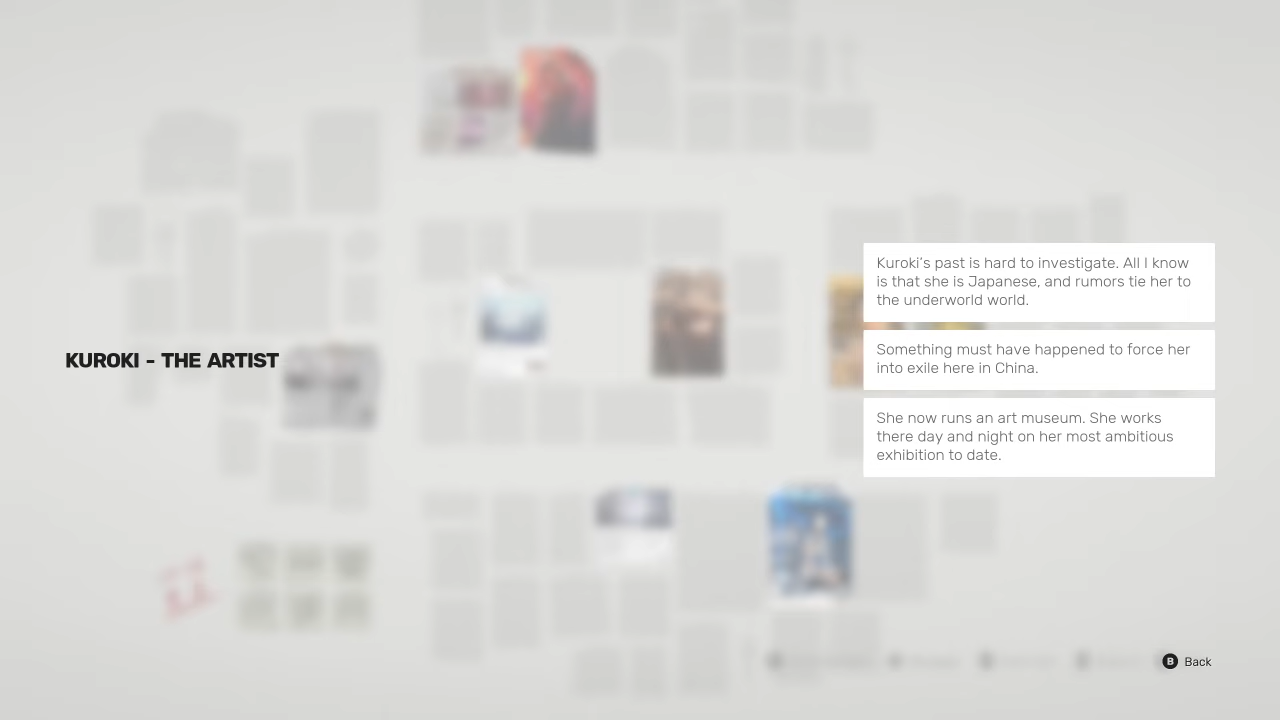 KUROKI - THE ARTIST
Kuroki's past is hard to investigate. All I know
is that she is Japanese, and rumors tie her to
the underworld world.
Something must have happened to force her
into exile here in China.
She now runs an art museum. She works
there day and night on her most ambitious
exhibition to date.
B Back